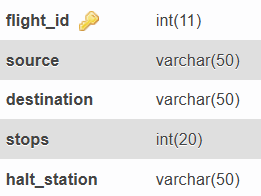 flight_id int(11)
source varchar(50)
destination varchar(50)
stops int(20)
halt_station varchar(50)